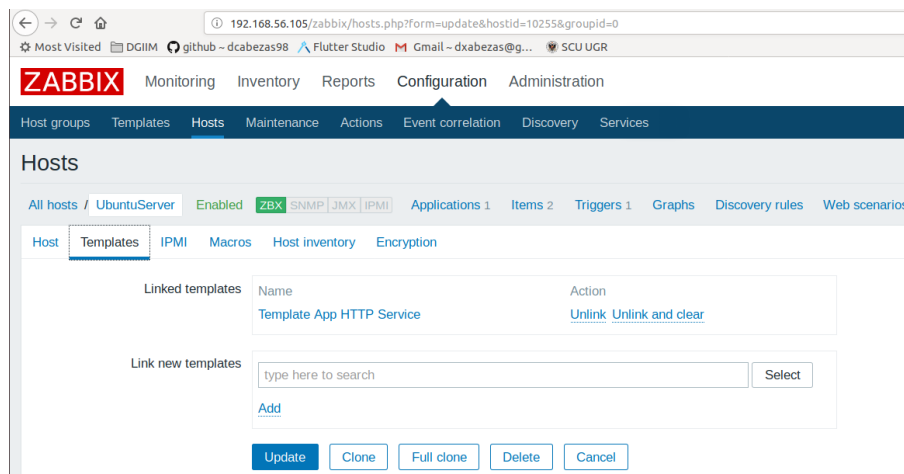 192.168.56.105/zabbix/hosts.php?form=update&hostid=10255&groupid=0
Most Visited DGIIM github ~ dcabezas98 Flutter Studio Gmail ~ dxabezas@g... SCU UGR
ZABBIX Monitoring Inventory Reports Configuration Administration
Host groups Templates Hosts Maintenance Actions Event correlation Discovery Services
Hosts
All hosts / UbuntuServer Enabled ZBX SNMP JMX IPMI Applications 1 Items 2 Triggers 1 Graphs Discovery rules Web scenarios
Host Templates IPMI Macros Host inventory Encryption
Linked templates Name Action
Template App HTTP Service Unlink Unlink and clear
Link new templates type here to search Select
Add
Update Clone Full clone Delete Cancel